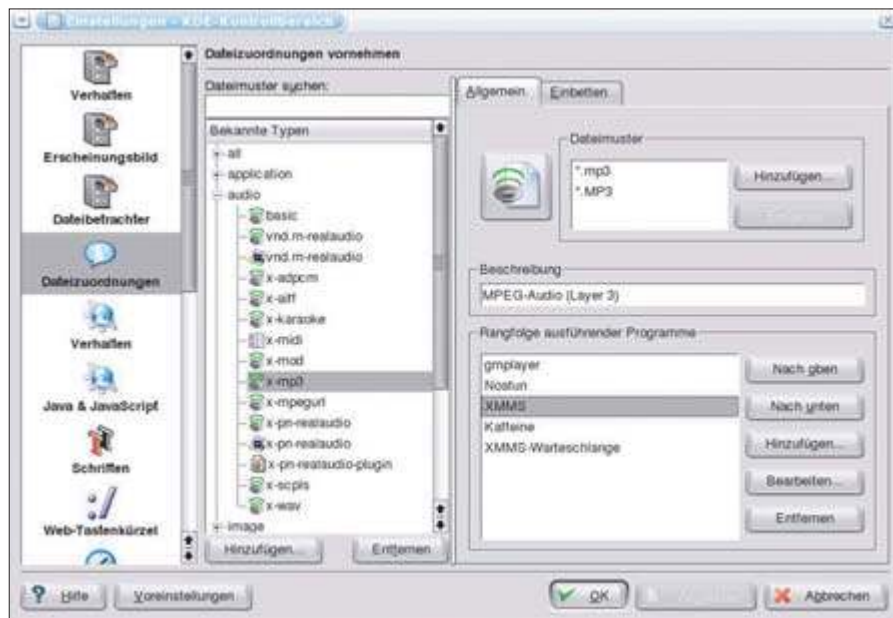 Einstellungen - KDE-Kontrollbereich
Verhalten
Erscheinungsbild
Dateibetrachter
Dateizuordnungen
Verhalten
Java & JavaScript
Schriften
Web-Tastenkürzel
Dateizuordnungen vornehmen
Dateimuster suchen:
Bekannte Typen
all
application
audio
basic
vnd.rn-realaudio
vnd.rn-realaudio
x-adpcm
x-aiff
x-karaoke
x-midi
x-mod
x-mp3
x-mpegurl
x-pn-realaudio
x-pn-realaudio
x-pn-realaudio-plugin
x-scpls
x-wav
image
Hinzufügen... Entfernen
Allgemein Einbetten
Dateimuster
*.mp3
*.MP3
Hinzufügen...
Beschreibung
MPEG-Audio (Layer 3)
Rangfolge ausführender Programme
gmplayer
Noatun
XMMS
Kaffeine
XMMS-Warteschlange
Nach oben
Nach unten
Hinzufügen...
Bearbeiten...
Entfernen
Hilfe Voreinstellungen OK Abbrechen